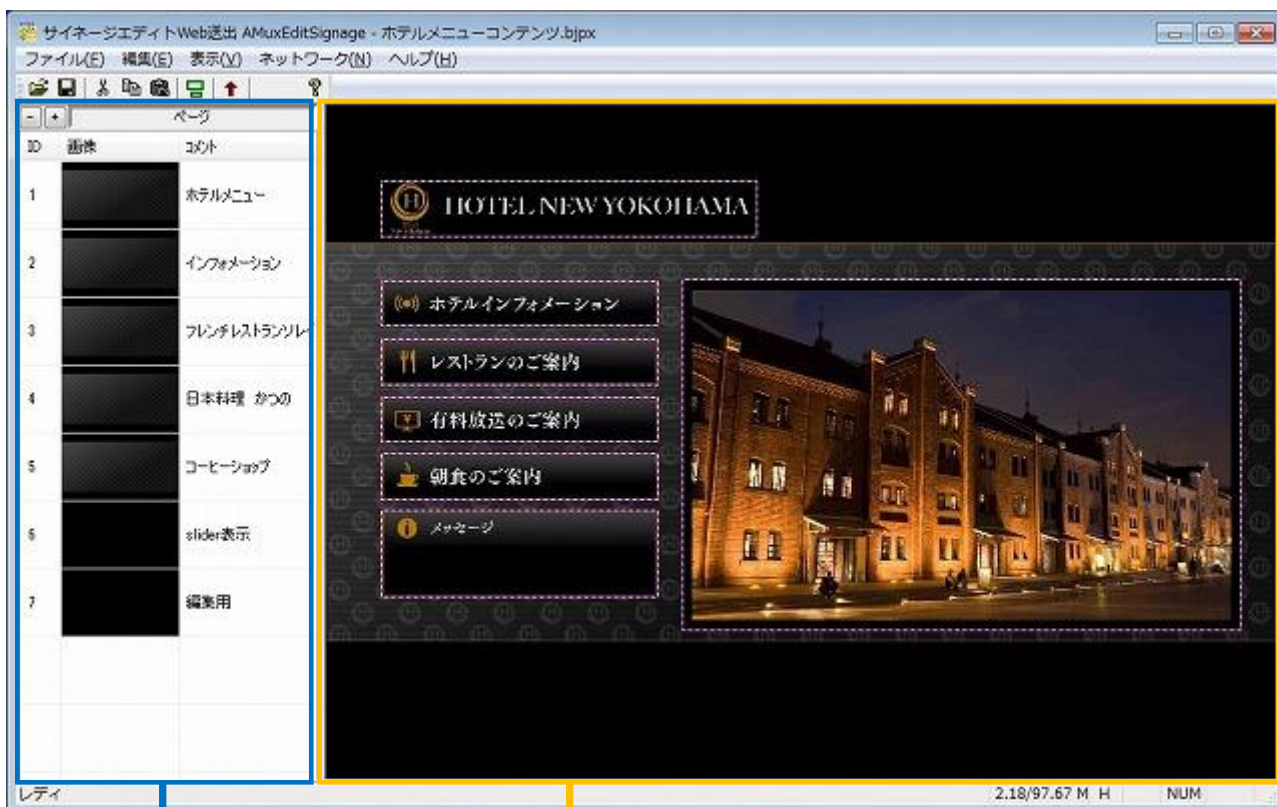 サイネージエディトWeb送出 AMuxEditSignage - ホテルメニューコンテンツ.bjpx
ファイル(F) 編集(E) 表示(V) ネットワーク(N) ヘルプ(H)
- + ページ
ID 画像 コメント
1 ホテルメニュー
2 インフォメーション
3 フレンチレストランソレ
4 日本料理 かつの
5 コーヒーショップ
6 slider表示
7 編集用
HOTEL NEW YOKOHAMA
ホテルインフォメーション
レストランのご案内
有料放送のご案内
朝食のご案内
メッセージ
レディ
2.18/97.67 M H NUM